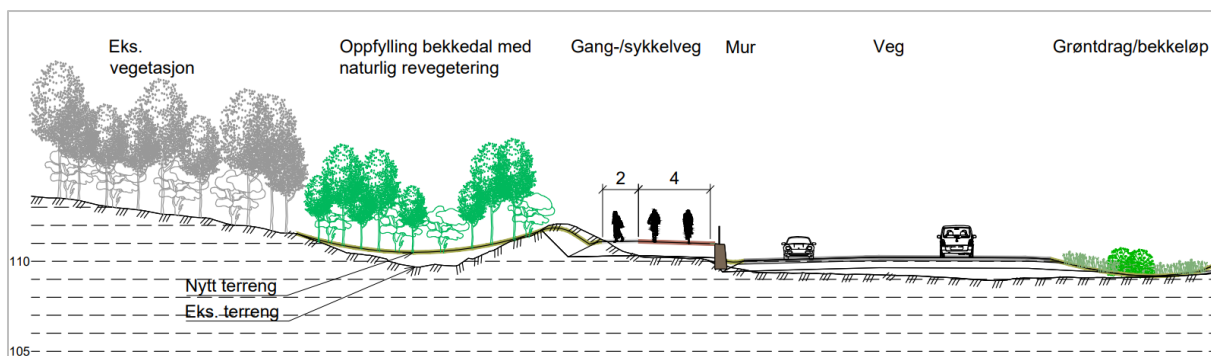 Eks.
vegetasjon
Oppfylling bekkedal med
naturlig revegetering
Gang-/sykkelveg
Mur
Veg
Grøntdrag/bekkeløp
2
4
110
Nytt terreng
Eks. terreng
105